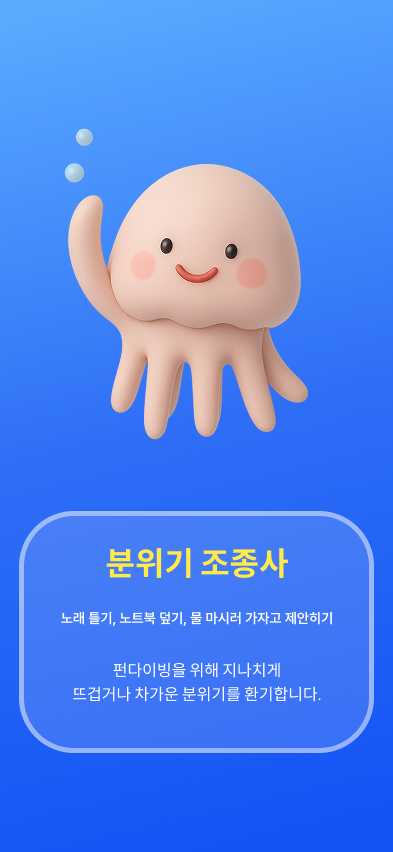 분위기 조종사
노래 틀기, 노트북 덮기, 물 마시러 가자고 제안히기
펀다이빙을 위해 지나치게
뜨겁거나 차가운 분위기를 환기합니다.